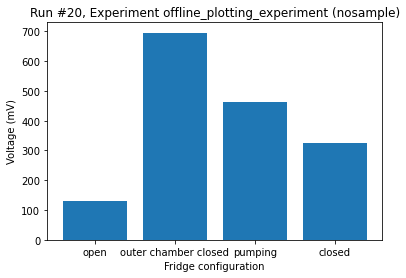 Run #20, Experiment offline_plotting_experiment (nosample)
700
600
500
400
300
200
100
0
Voltage (mV)
open outer chamber closed pumping closed
Fridge configuration